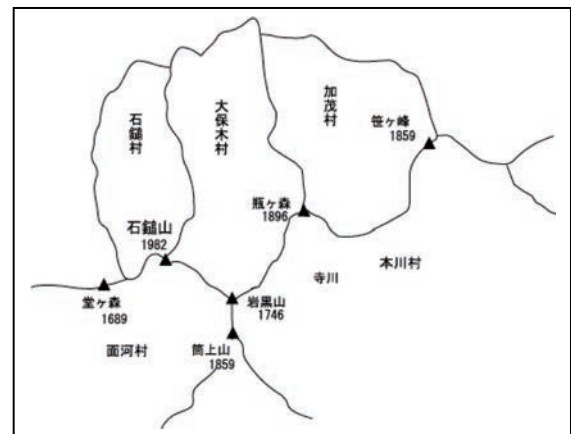 石鎚村
大保木村
加茂村
笹ヶ峰
1859
瓶ヶ森
1896
石鎚山
1982
本川村
寺川
堂ヶ森
1689
岩黒山
1746
面河村
筒上山
1859